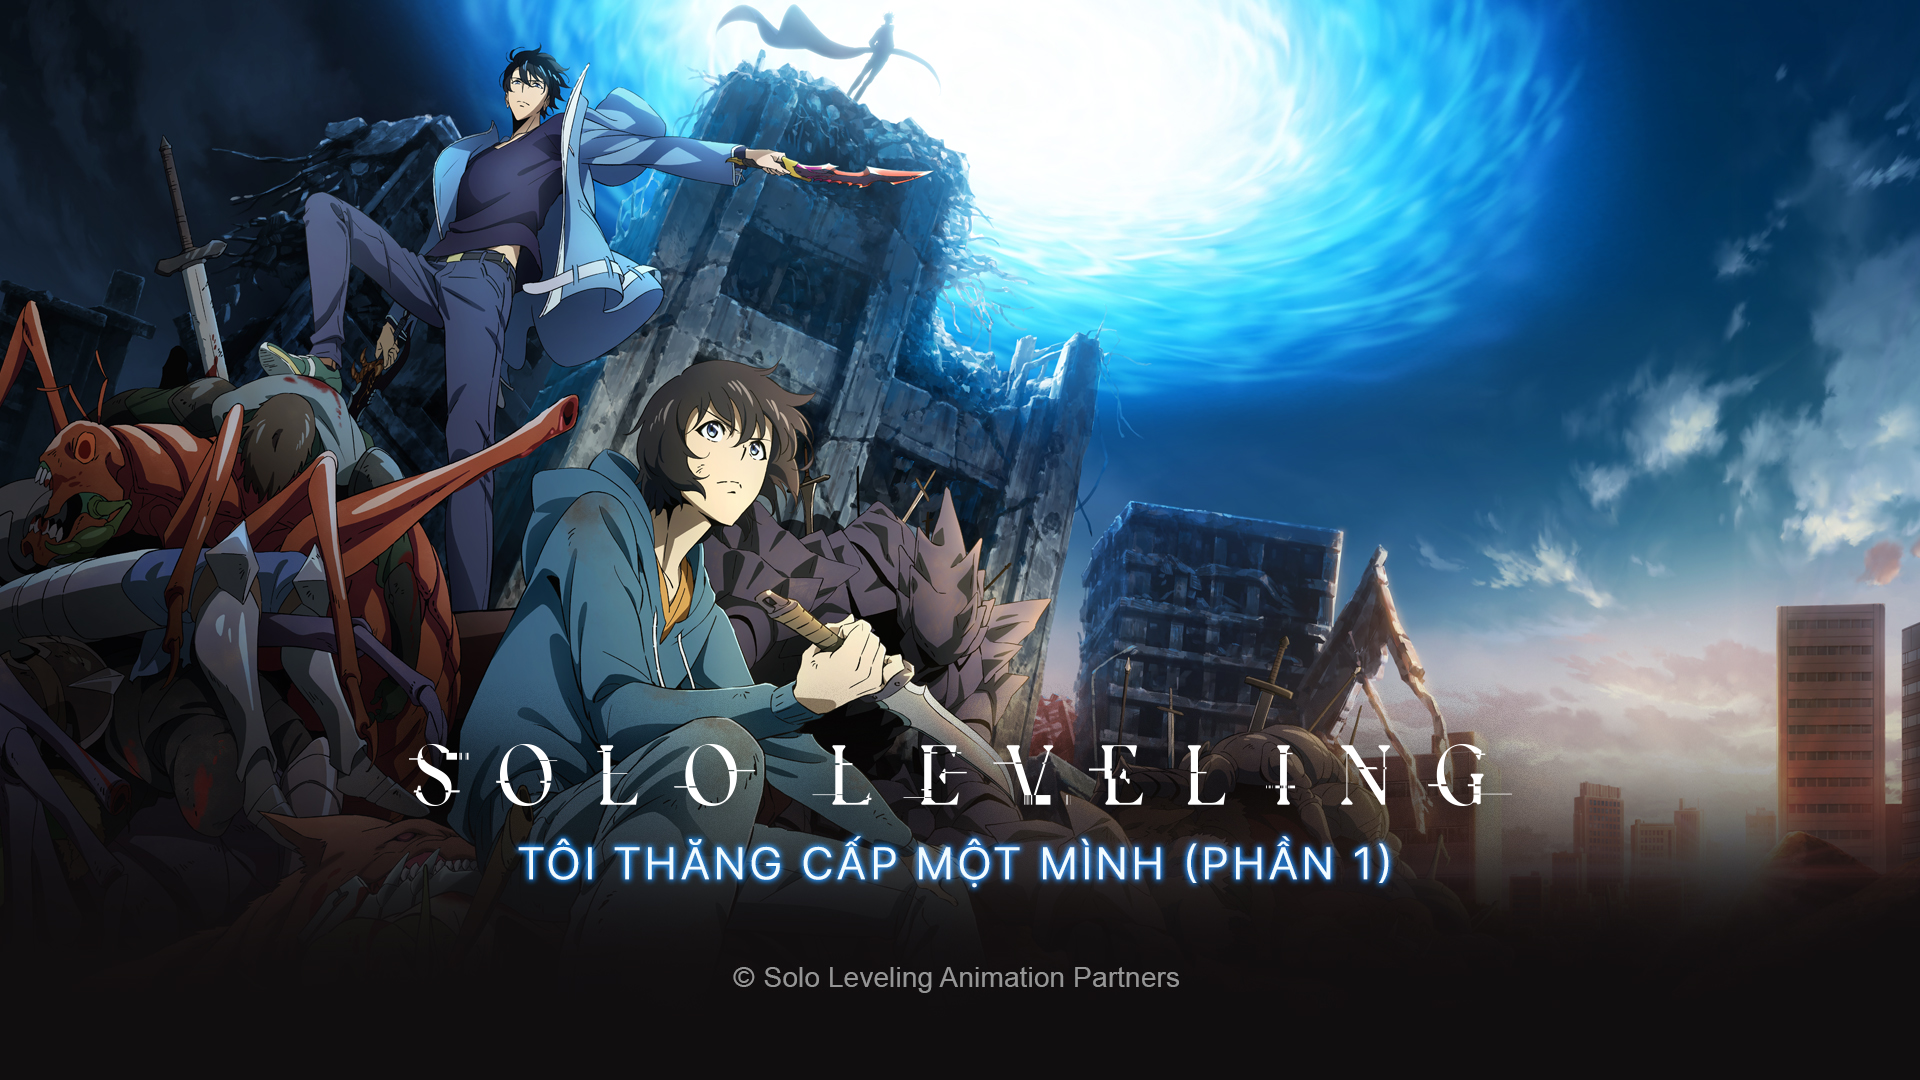 SOLO LEVELING
TÔI THĂNG CẤP MỘT MÌNH (PHẦN 1)
© Solo Leveling Animation Partners